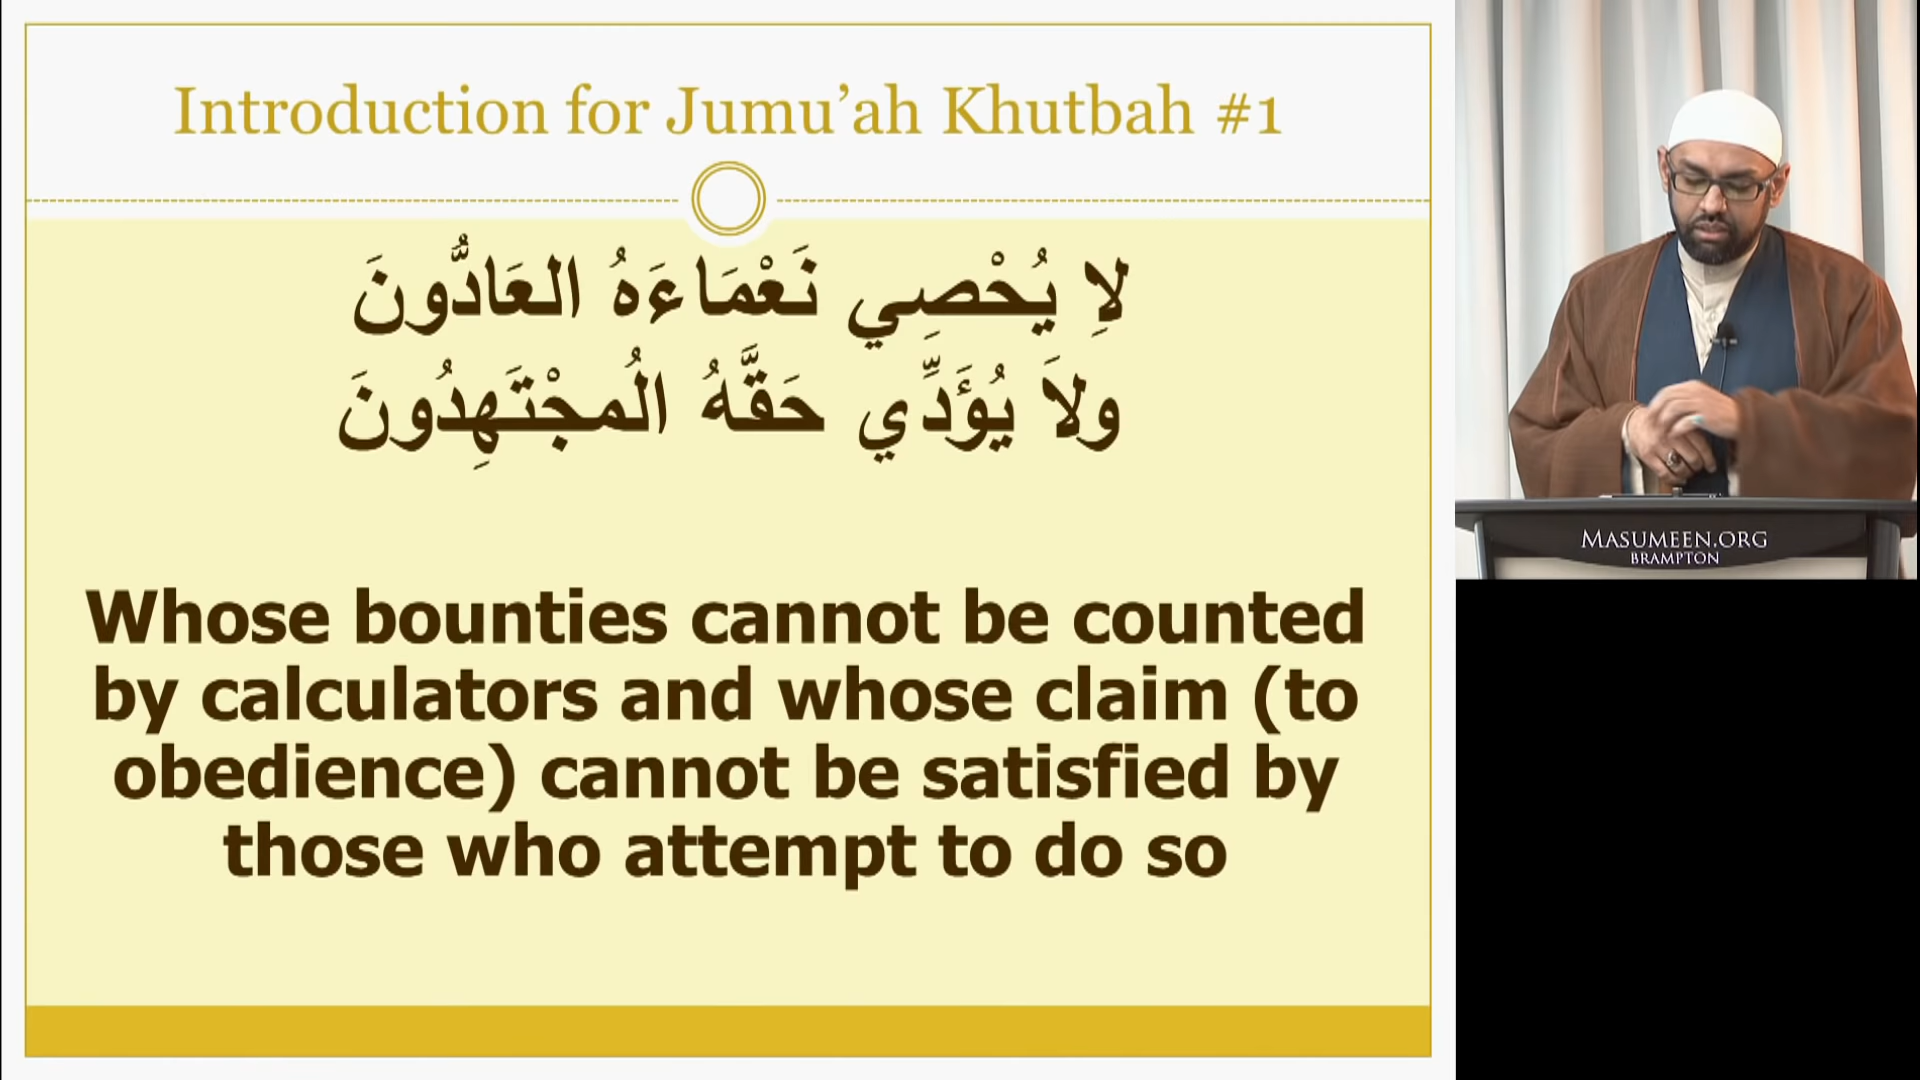 Introduction for Jumu’ah Khutbah #1
لاِ يُحْصِي نَعْمَاءَهُ العَادُّونَ
ولاَ يُؤَدِّي حَقَّهُ الُمجْتَهِدُونَ
Whose bounties cannot be counted
by calculators and whose claim (to
obedience) cannot be satisfied by
those who attempt to do so
MASUMEEN.ORG
BRAMPTON